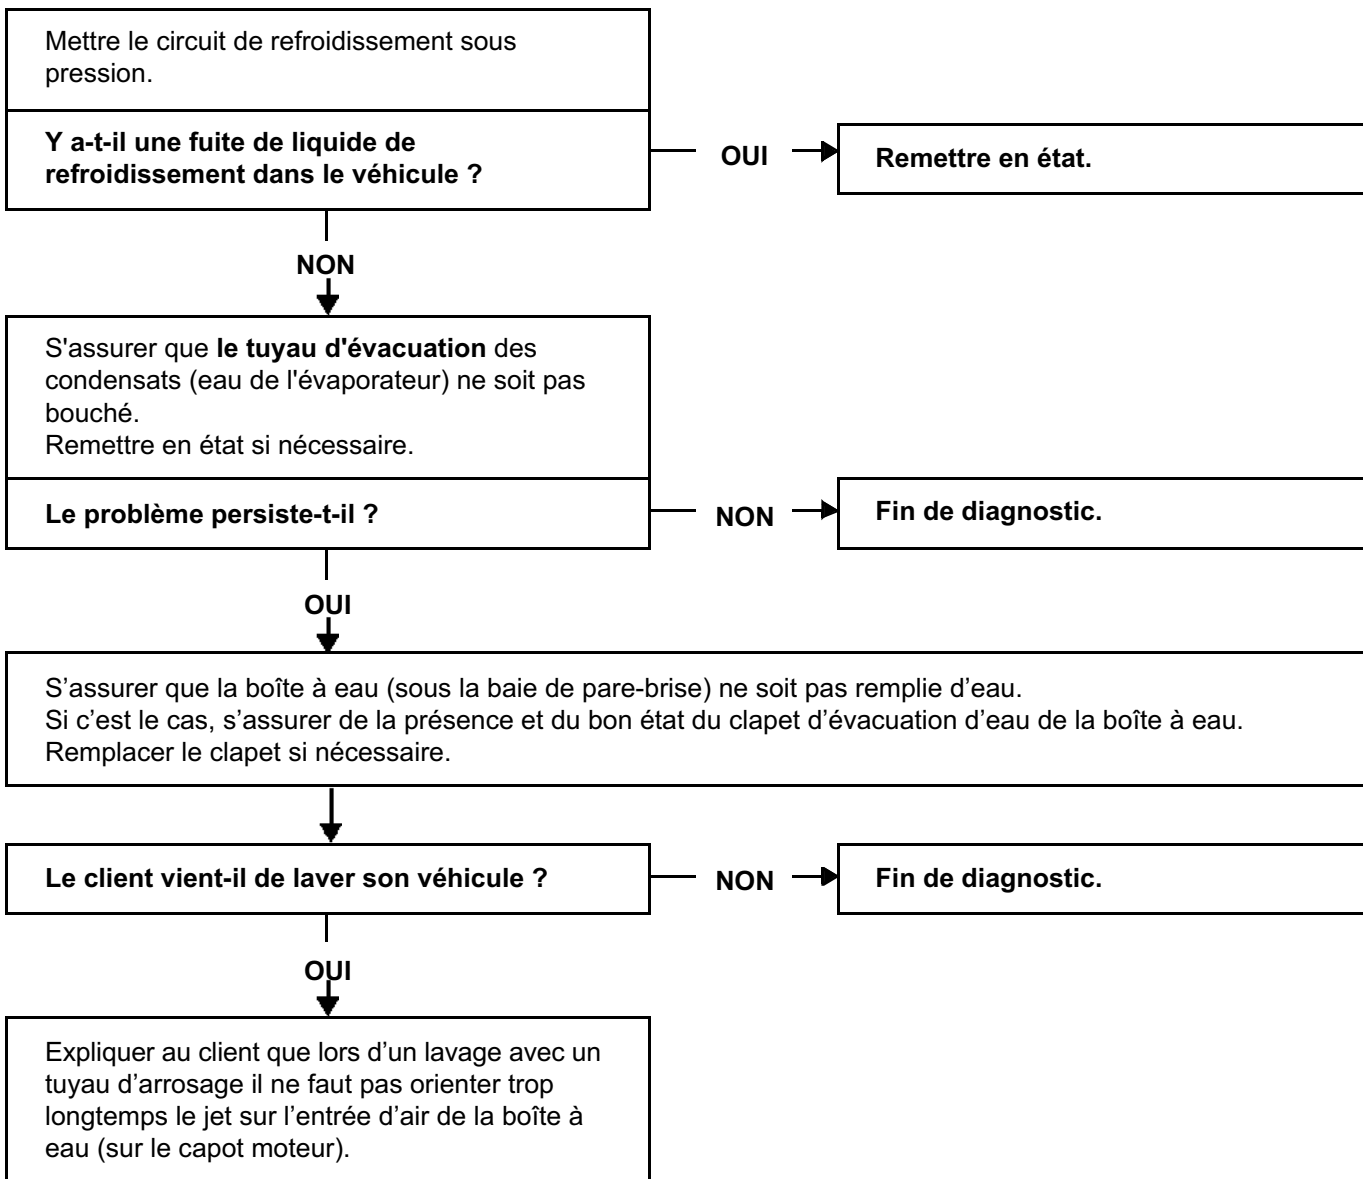 Mettre le circuit de refroidissement sous
pression.
Y a-t-il une fuite de liquide de
refroidissement dans le véhicule ?
OUI
Remettre en état.
NON
S'assurer que le tuyau d'évacuation des
condensats (eau de l'évaporateur) ne soit pas
bouché.
Remettre en état si nécessaire.
Le problème persiste-t-il ?
NON
Fin de diagnostic.
OUI
S’assurer que la boîte à eau (sous la baie de pare-brise) ne soit pas remplie d’eau.
Si c’est le cas, s’assurer de la présence et du bon état du clapet d’évacuation d’eau de la boîte à eau.
Remplacer le clapet si nécessaire.
Le client vient-il de laver son véhicule ?
NON
Fin de diagnostic.
OUI
Expliquer au client que lors d’un lavage avec un
tuyau d’arrosage il ne faut pas orienter trop
longtemps le jet sur l’entrée d’air de la boîte à
eau (sur le capot moteur).